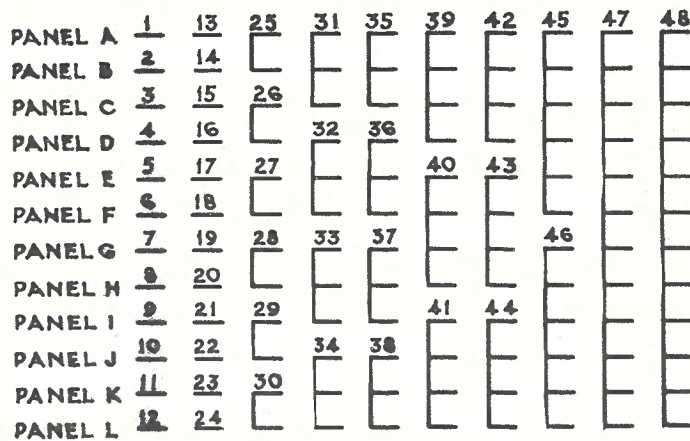 PANEL A 1 13 25 31 35 39 42 45 47 48
PANEL B 2 14
PANEL C 3 15 26
PANEL D 4 16 32 36
PANEL E 5 17 27 40 43
PANEL F 6 18
PANEL G 7 19 28 33 37 46
PANEL H 8 20
PANEL I 9 21 29 41 44
PANEL J 10 22 34 38
PANEL K 11 23 30
PANEL L 12 24